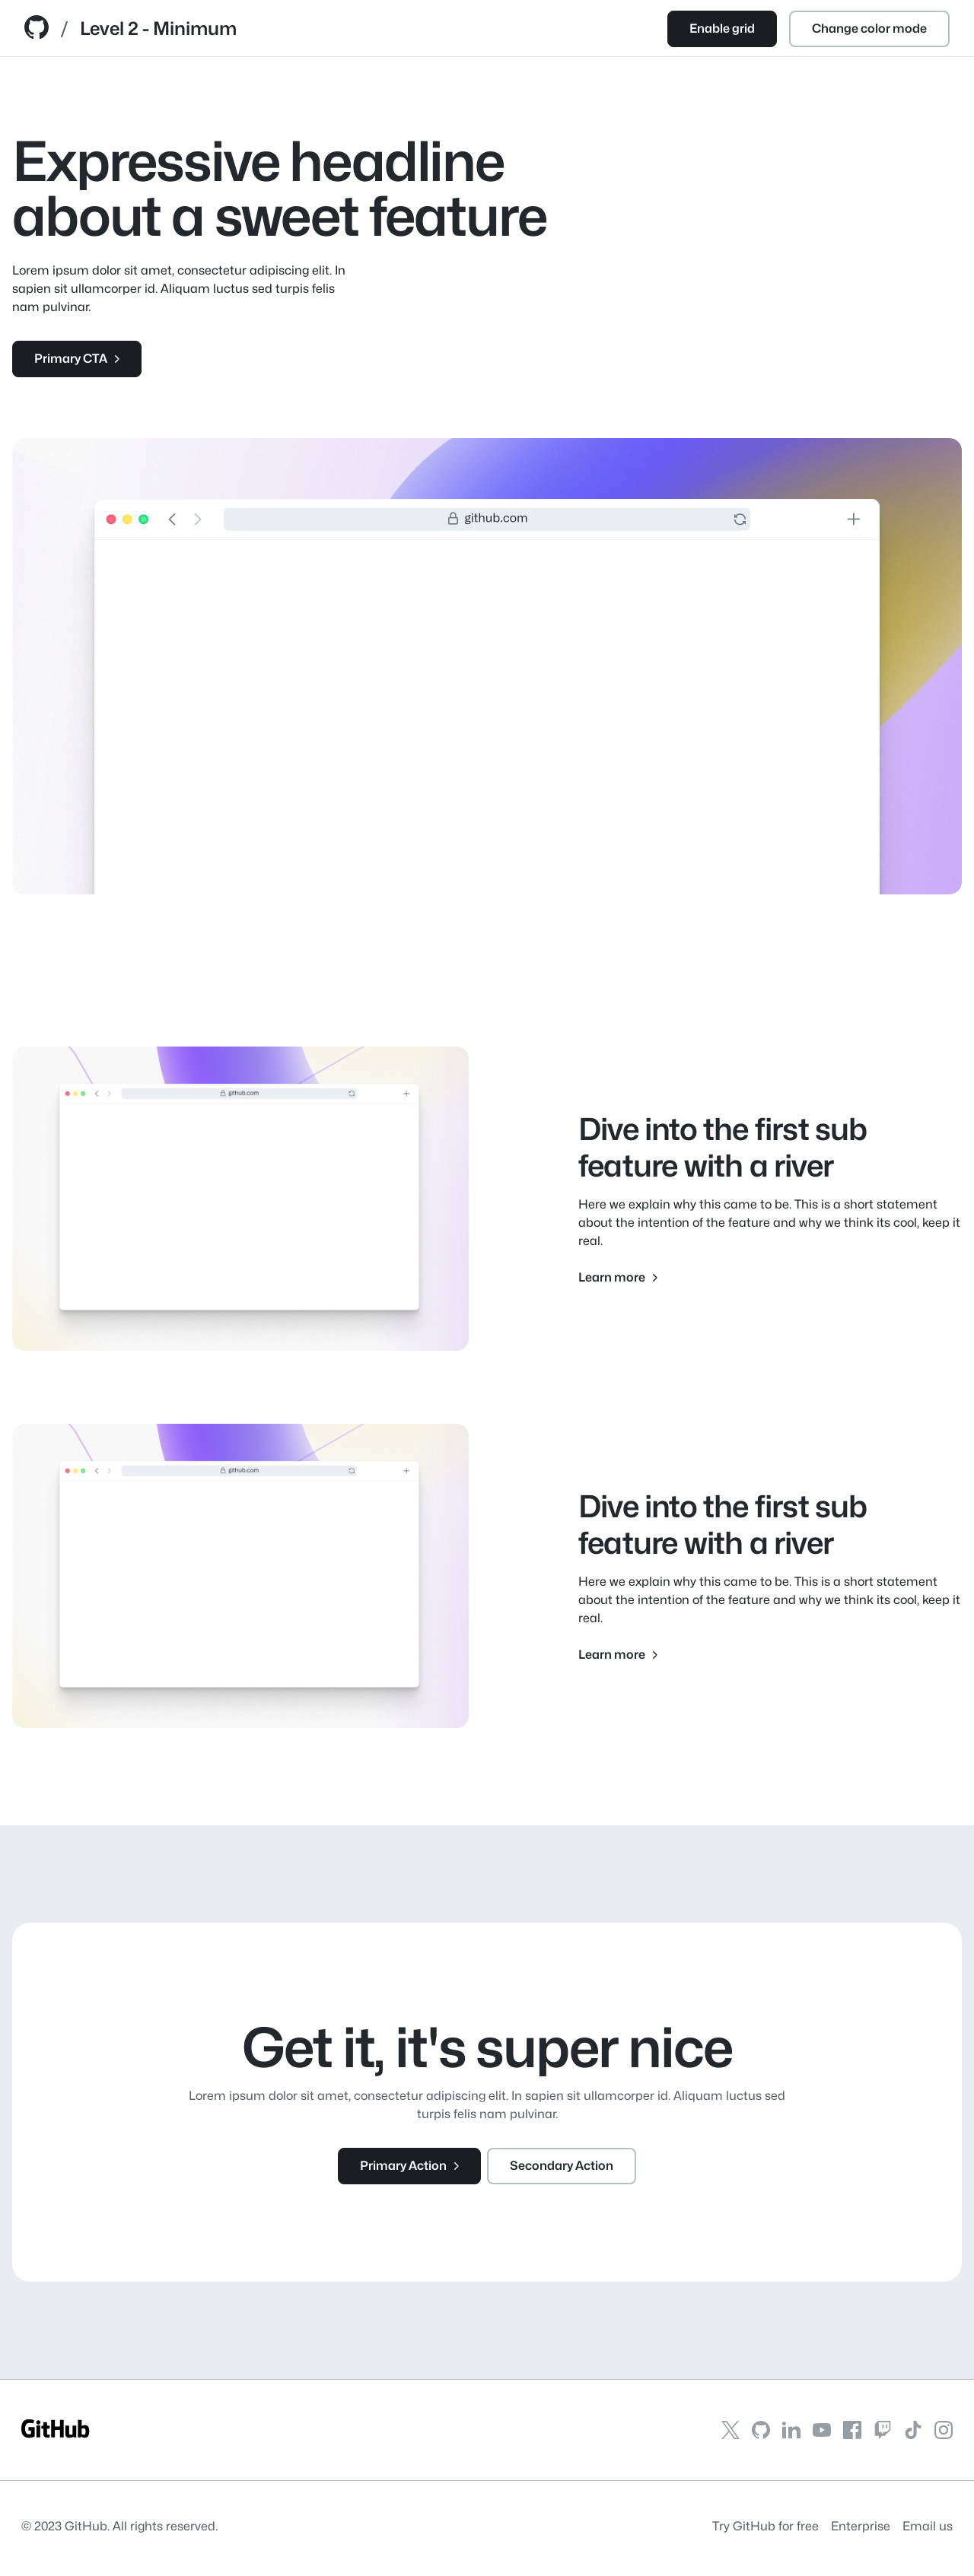 / Level 2 - Minimum
Enable grid
Change color mode
Expressive headline
about a sweet feature
Lorem ipsum dolor sit amet, consectetur adipiscing elit. In
sapien sit ullamcorper id. Aliquam luctus sed turpis felis
nam pulvinar.
Primary CTA
github.com
github.com
Dive into the first sub
feature with a river
Here we explain why this came to be. This is a short statement
about the intention of the feature and why we think its cool, keep it
real.
Learn more
github.com
Dive into the first sub
feature with a river
Here we explain why this came to be. This is a short statement
about the intention of the feature and why we think its cool, keep it
real.
Learn more
Get it, it's super nice
Lorem ipsum dolor sit amet, consectetur adipiscing elit. In sapien sit ullamcorper id. Aliquam luctus sed
turpis felis nam pulvinar.
Primary Action
Secondary Action
GitHub
© 2023 GitHub. All rights reserved.
Try GitHub for free
Enterprise
Email us